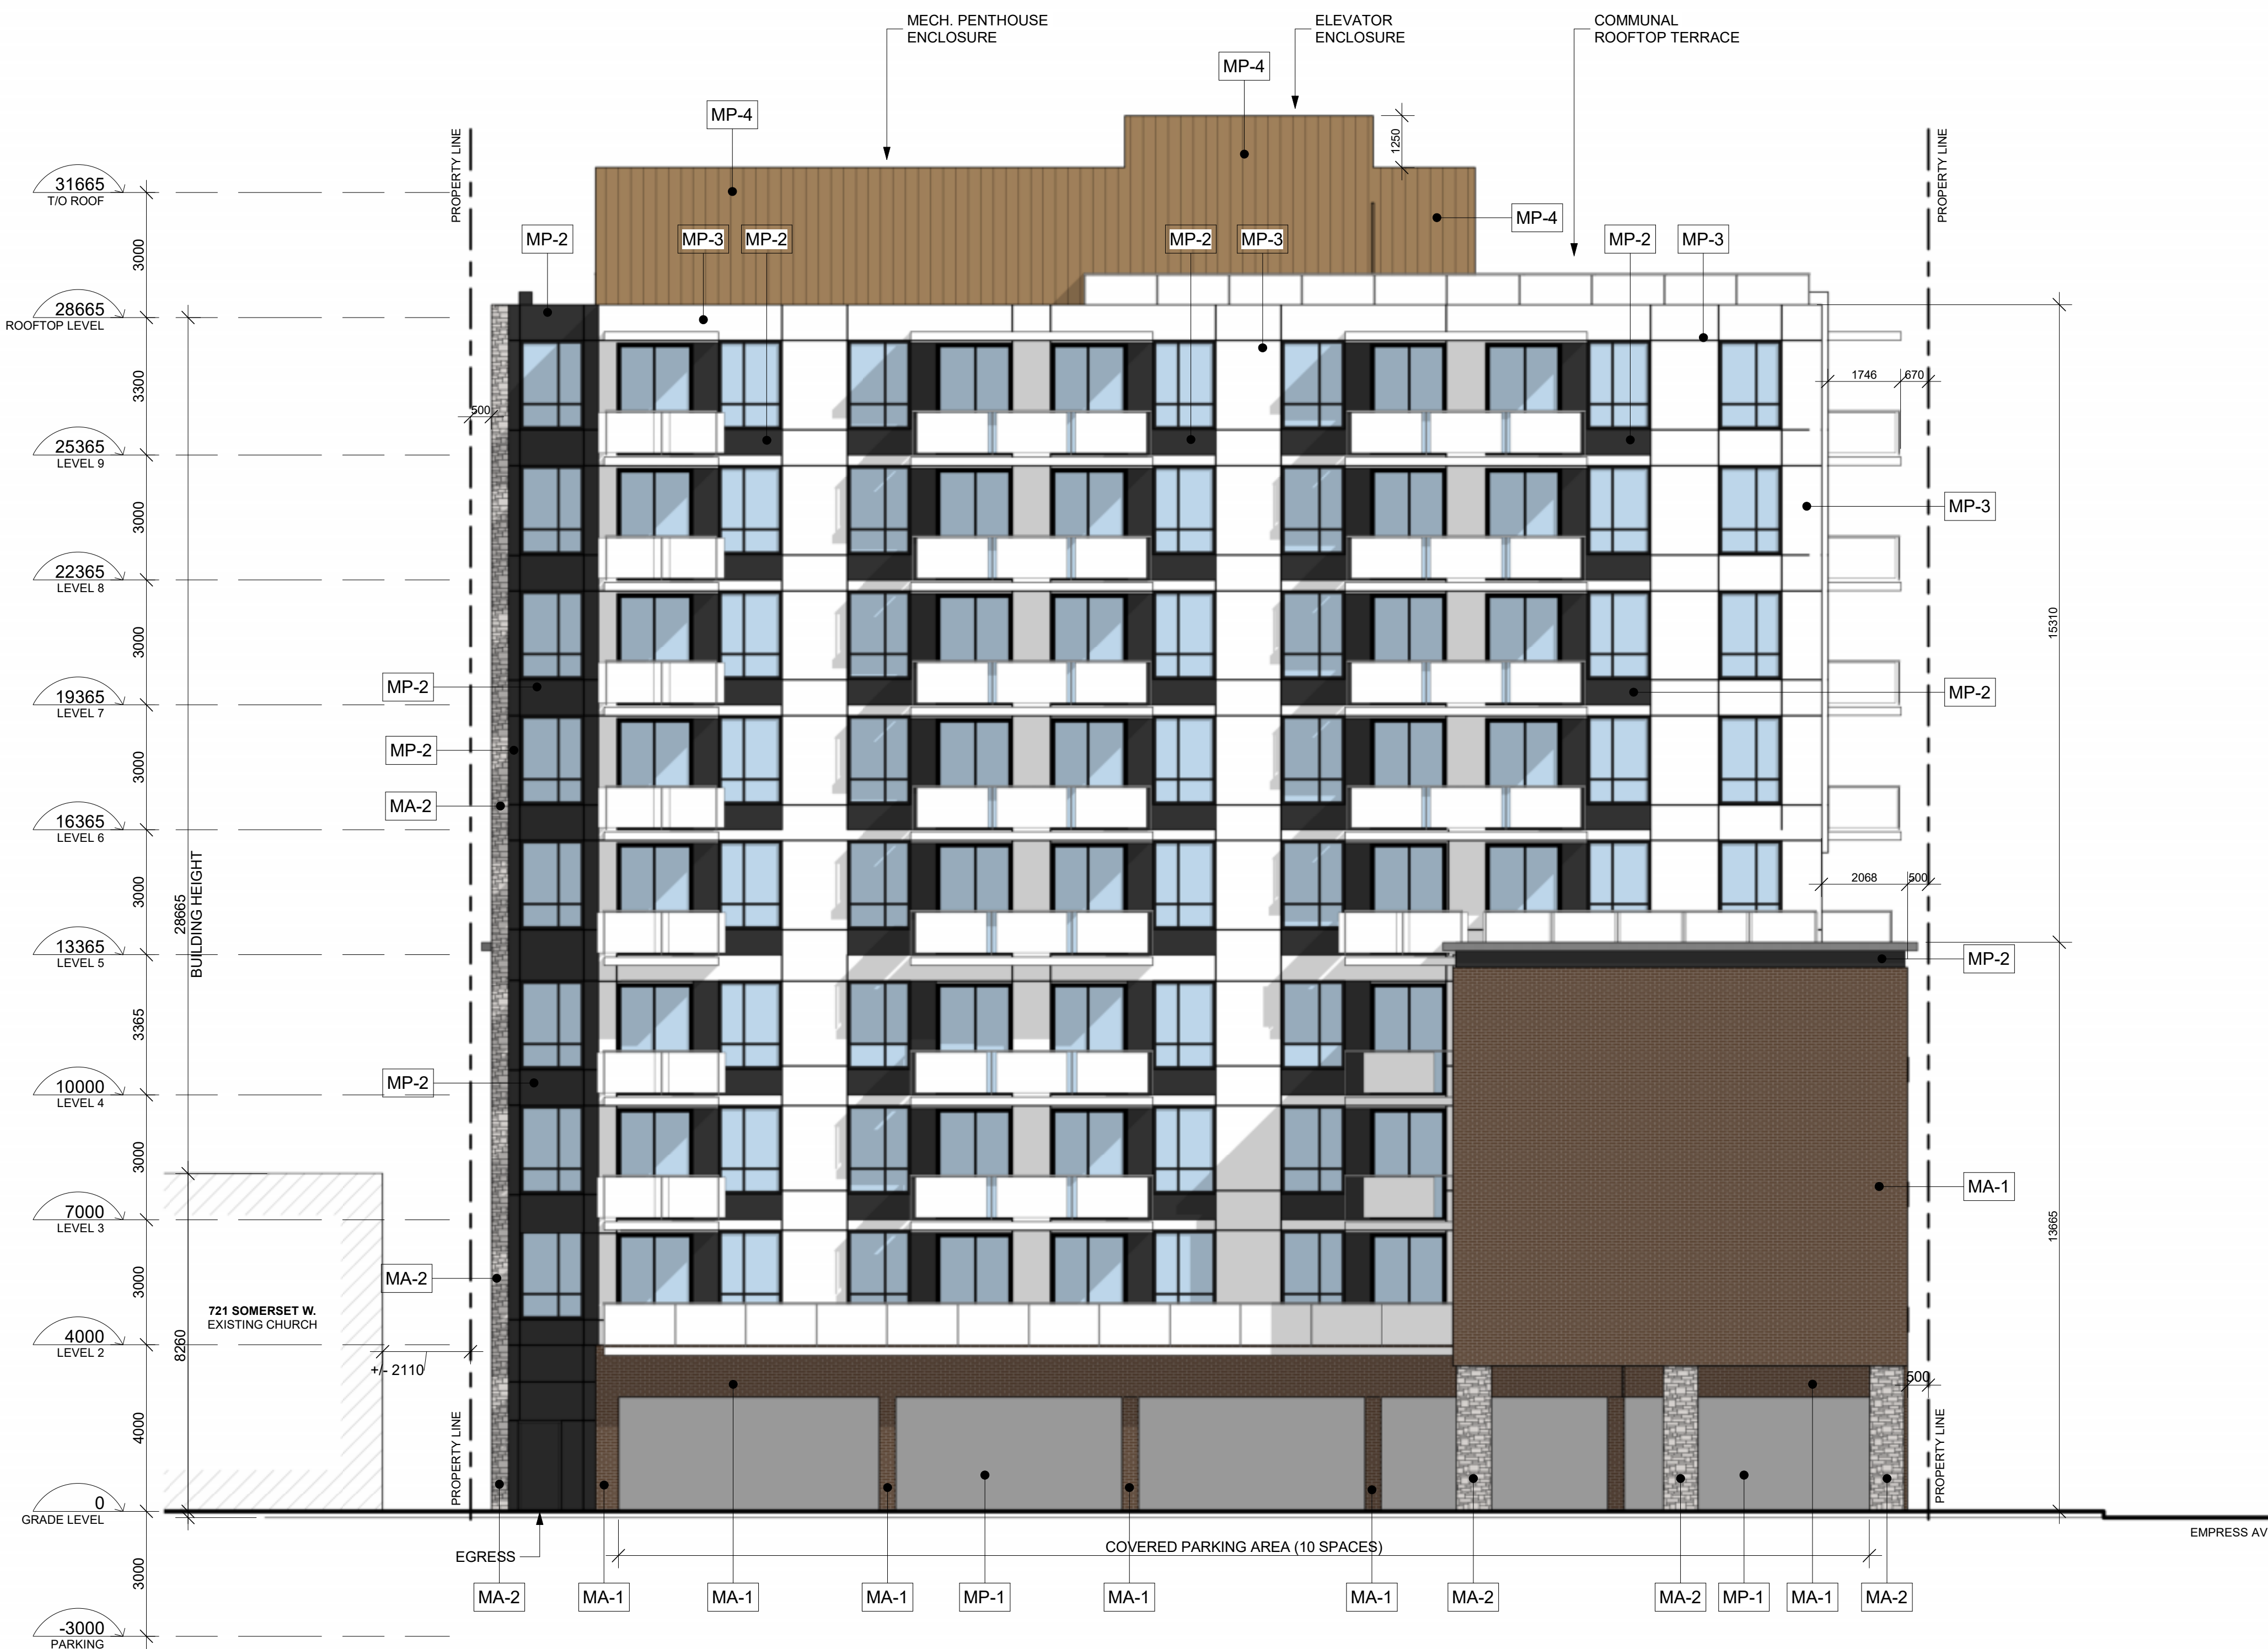 MECH. PENTHOUSE
ENCLOSURE
ELEVATOR
ENCLOSURE
COMMUNAL
ROOFTOP TERRACE
MP-4
MP-4
1250
PROPERTY LINE
PROPERTY LINE
31665
T/O ROOF
MP-4
3000
MP-2
MP-3
MP-2
MP-2
MP-3
MP-2
MP-3
28665
ROOFTOP LEVEL
3300
500
1746
670
25365
LEVEL 9
3000
MP-3
22365
LEVEL 8
3000
15310
MP-2
MP-2
19365
LEVEL 7
MP-2
3000
MA-2
16365
LEVEL 6
3000
28665
BUILDING HEIGHT
2068
500
13365
LEVEL 5
MP-2
3365
MP-2
10000
LEVEL 4
3000
MA-1
7000
LEVEL 3
13665
3000
MA-2
721 SOMERSET W.
EXISTING CHURCH
8260
4000
LEVEL 2
+/- 2110
500
4000
PROPERTY LINE
PROPERTY LINE
0
GRADE LEVEL
EMPRESS AV
EGRESS
COVERED PARKING AREA (10 SPACES)
3000
MA-2
MA-1
MA-1
MA-1
MP-1
MA-1
MA-1
MA-2
MA-2
MP-1
MA-1
MA-2
-3000
PARKING